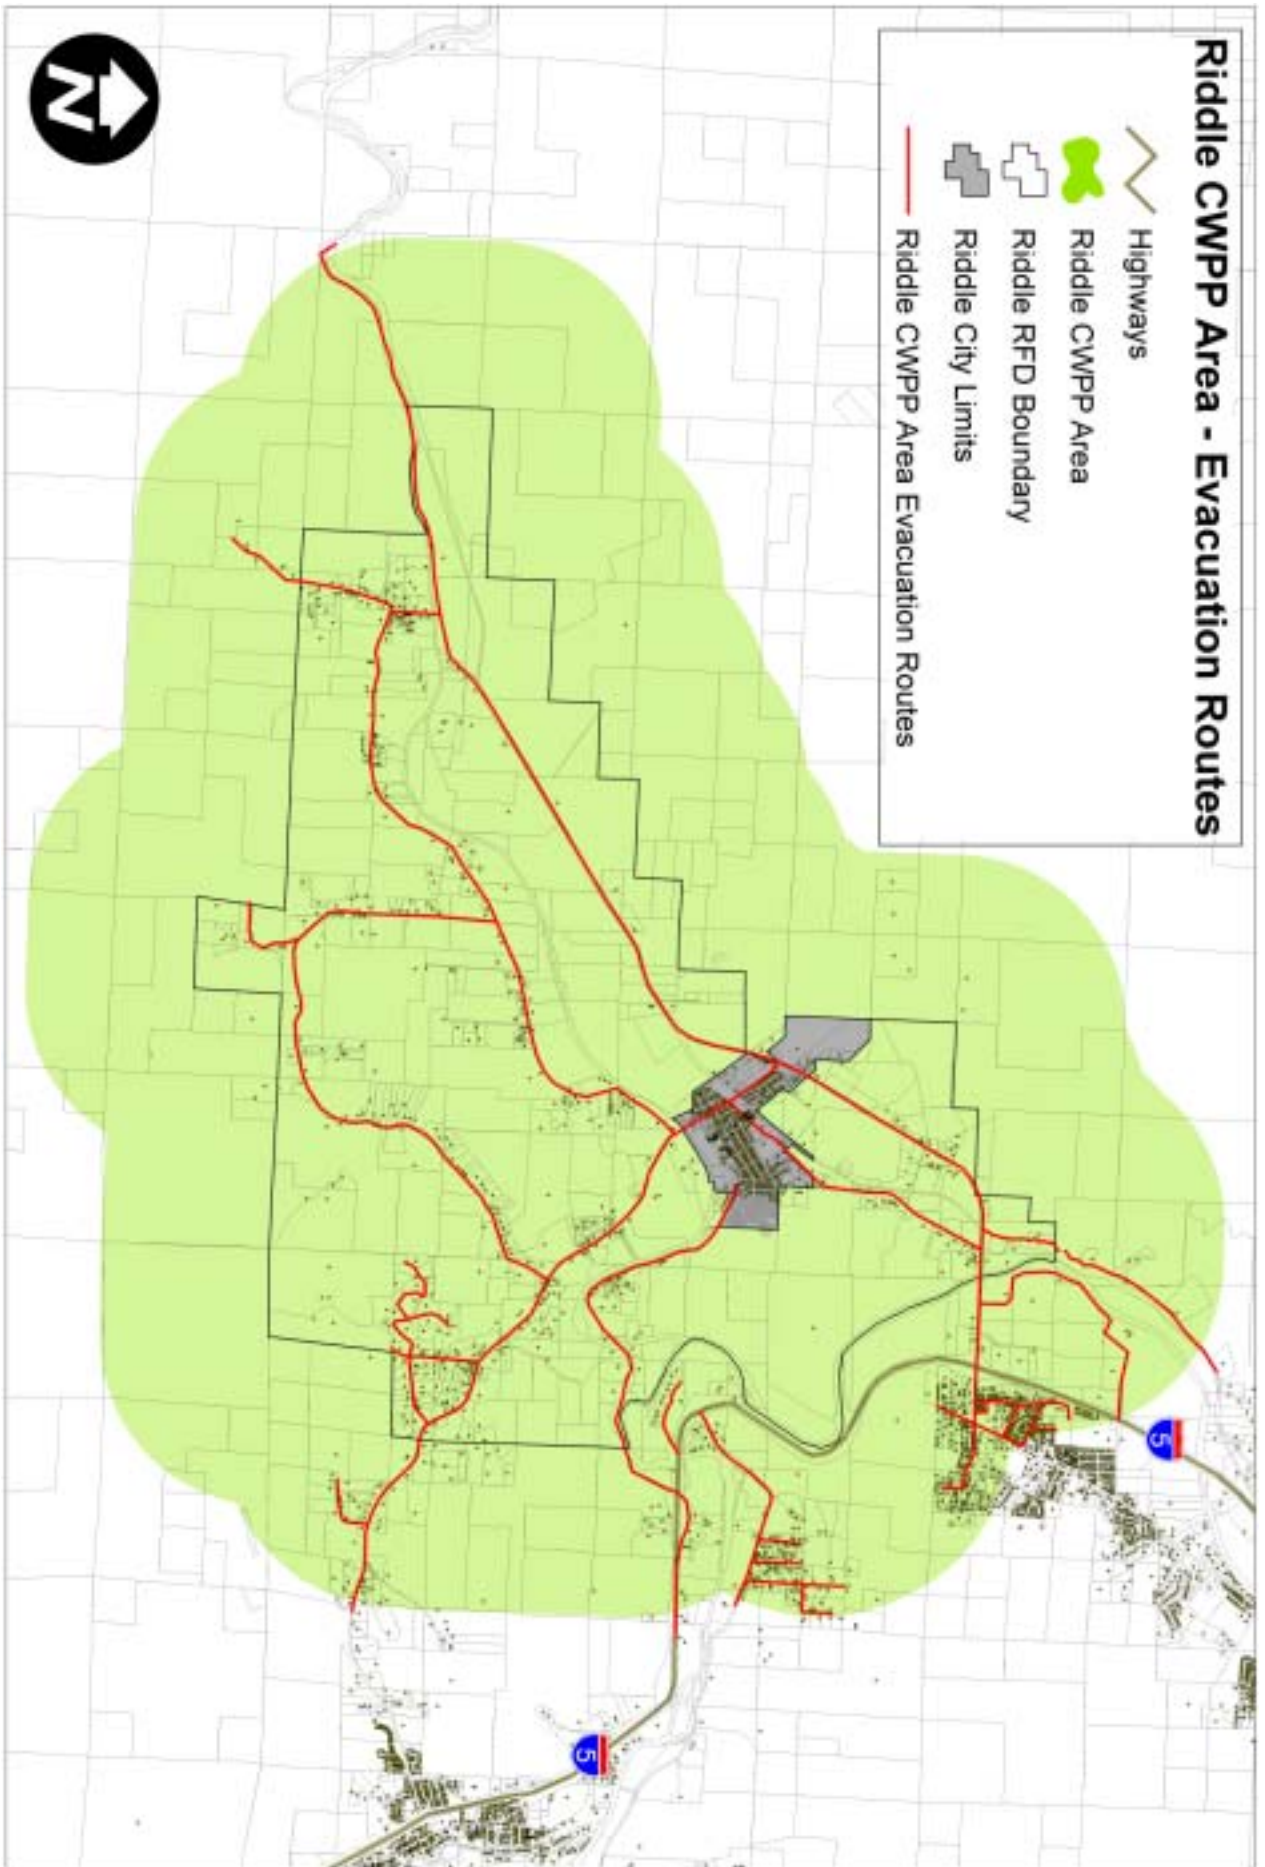 Riddle CWPP Area - Evacuation Routes
Highways
Riddle CWPP Area
Riddle RFD Boundary
Riddle City Limits
Riddle CWPP Area Evacuation Routes
N
5
5